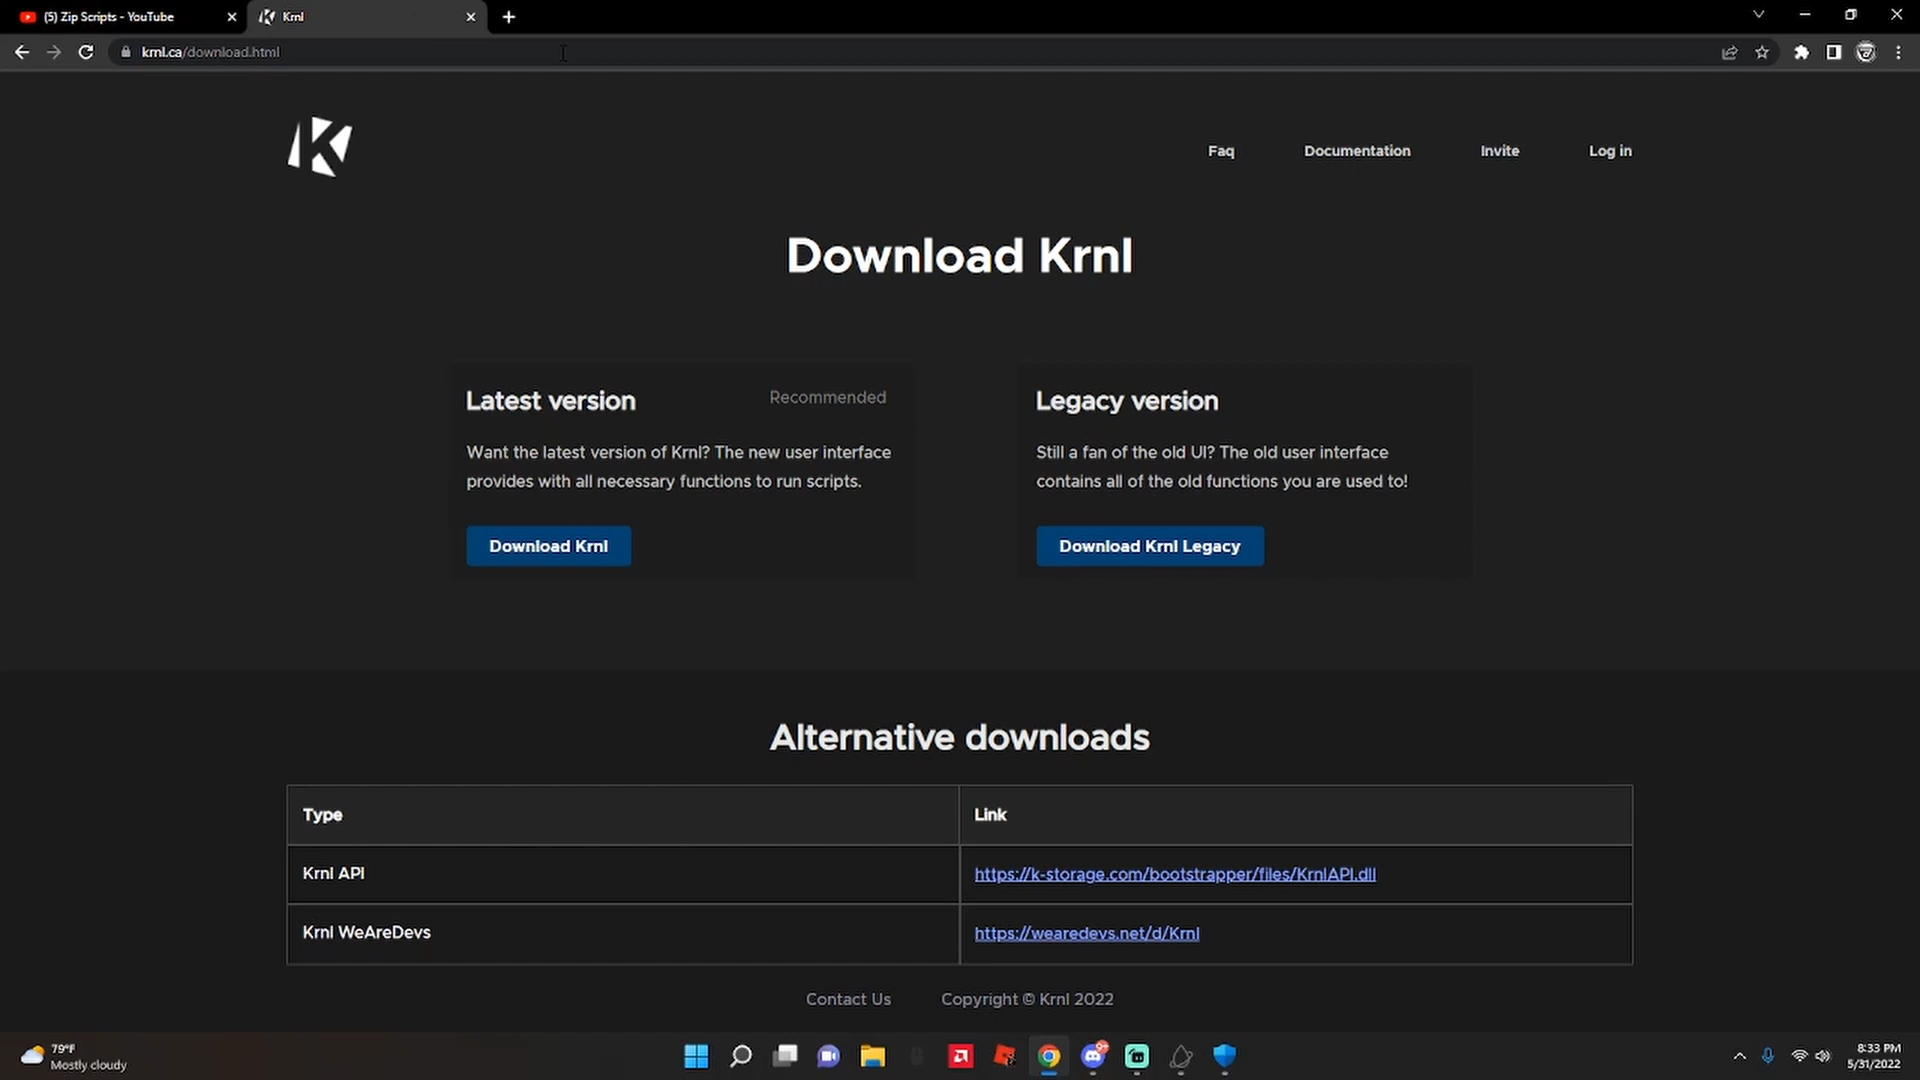 (5) Zip Scripts - YouTube
Krnl
krnl.ca/download.html
K
Faq
Documentation
Invite
Log in
Download Krnl
Latest version
Recommended
Want the latest version of Krnl? The new user interface
provides with all necessary functions to run scripts.
Download Krnl
Legacy version
Still a fan of the old UI? The old user interface
contains all of the old functions you are used to!
Download Krnl Legacy
Alternative downloads
Type
Link
Krnl API
https://k-storage.com/bootstrapper/files/KrnlAPI.dll
Krnl WeAreDevs
https://wearedevs.net/d/Krnl
Contact Us
Copyright © Krnl 2022
79°F
Mostly cloudy
9+
8:33 PM
5/31/2022